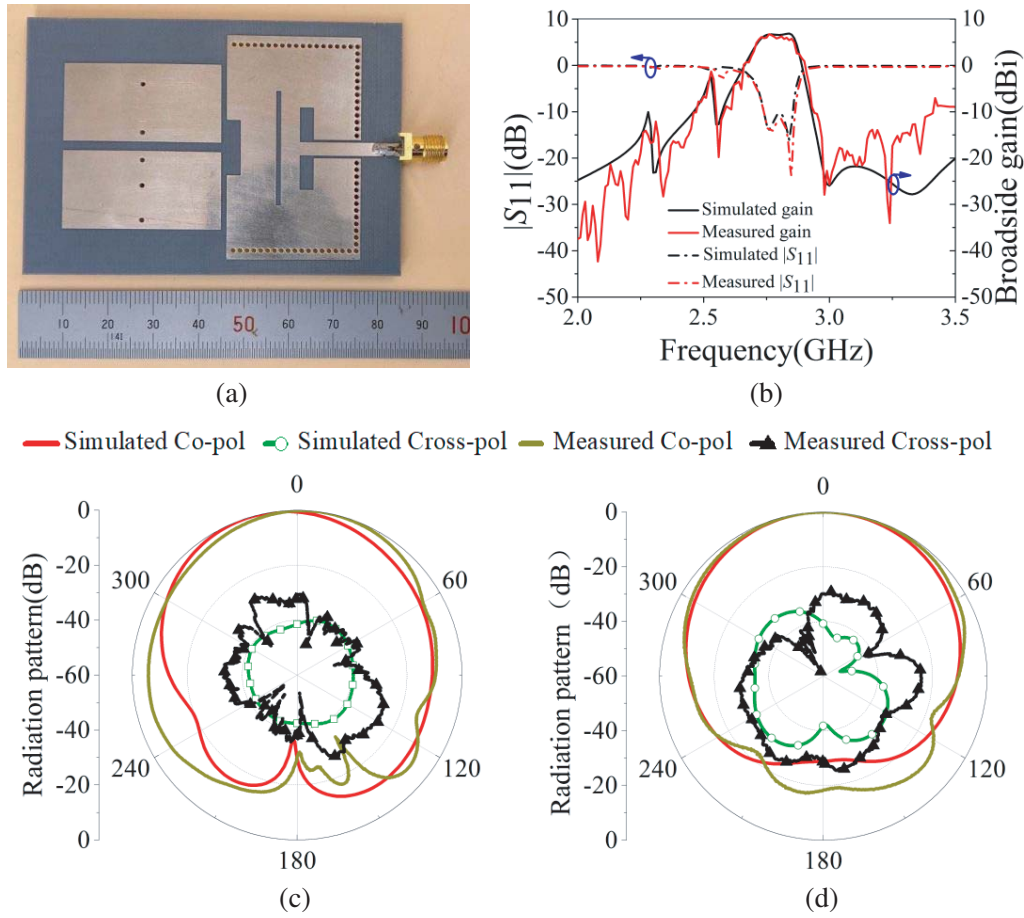 10 20 30 40 50 60 70 80 90 10
141
(a)
|S11|(dB)
10
0
-10
-20
-30
-40
-50
2.0 2.5 3.0 3.5
Frequency(GHz)
10
0
-10
-20
-30
-40
-50
Broadside gain(dBi)
Simulated gain
Measured gain
Simulated |S11|
Measured |S11|
(b)
Simulated Co-pol Simulated Cross-pol Measured Co-pol Measured Cross-pol
Radiation pattern(dB)
0
-20
-40
-60
-40
-20
0
0
60
120
180
240
300
(c)
Radiation pattern (dB)
0
-20
-40
-60
-40
-20
0
0
60
120
180
240
300
(d)